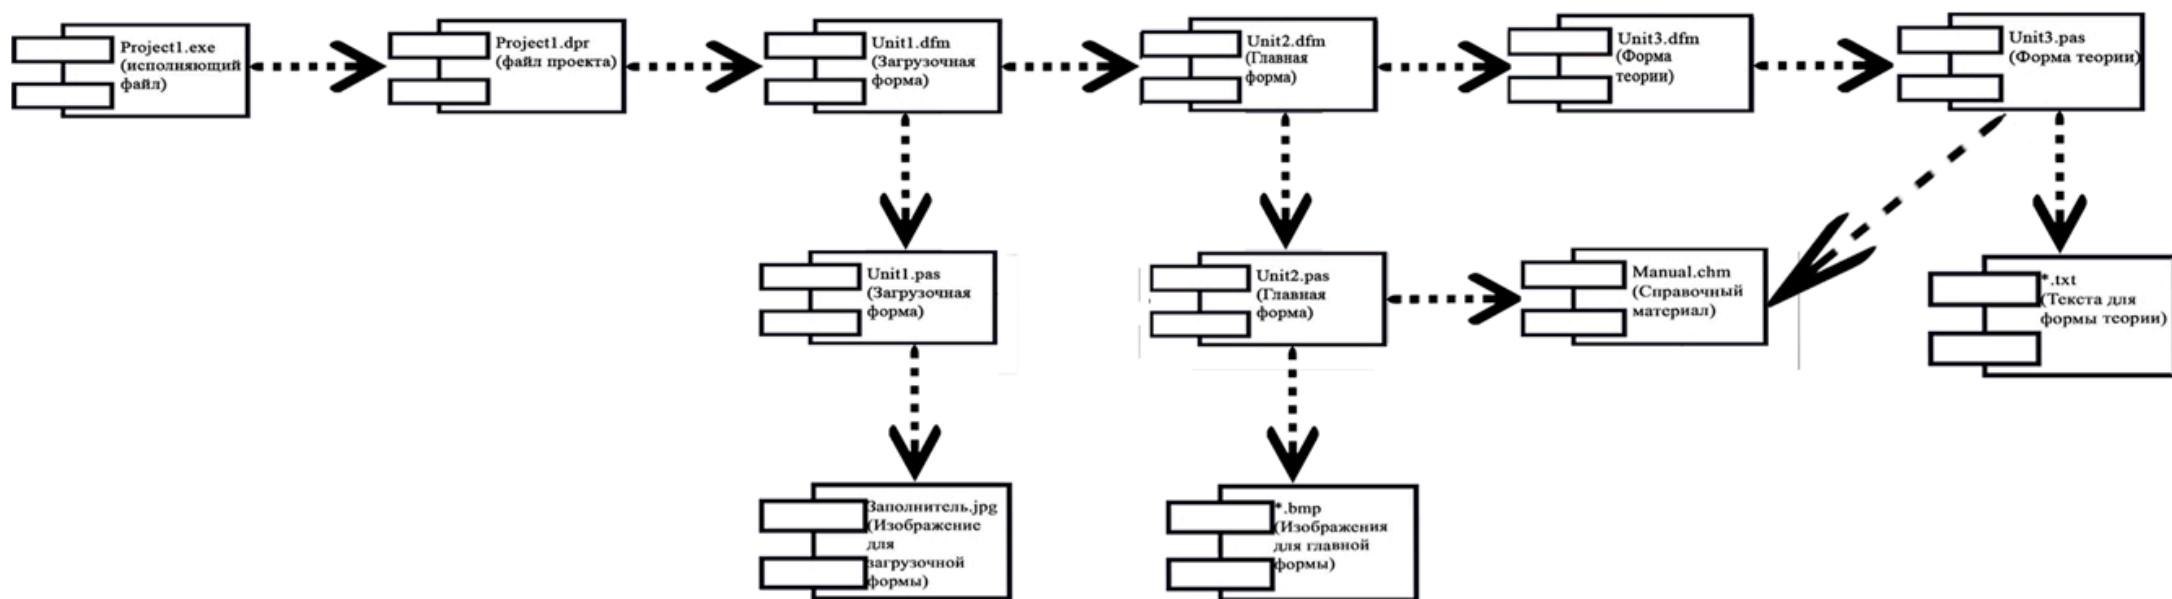 Project1.exe
(исполняющий
файл)
Project1.dpr
(файл проекта)
Unit1.dfm
(Загрузочная
форма)
Unit2.dfm
(Главная
форма)
Unit3.dfm
(Форма
теории)
Unit3.pas
(Форма теории)
Unit1.pas
(Загрузочная
форма)
Unit2.pas
(Главная
форма)
Manual.chm
(Справочный
материал)
*.txt
(Текста для
формы теории)
Заполнитель.jpg
(Изображение
для
загрузочной
формы)
*.bmp
(Изображения
для главной
формы)